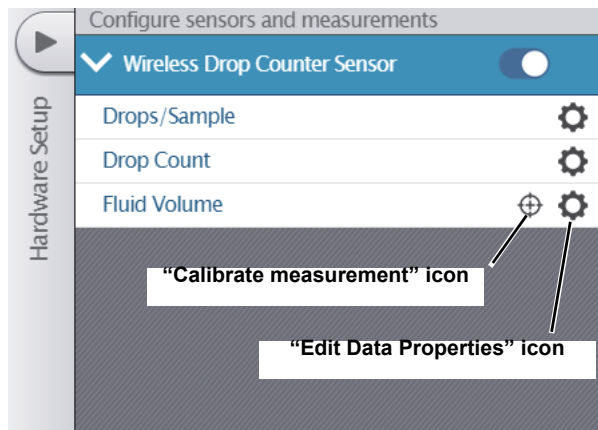 Configure sensors and measurements
Wireless Drop Counter Sensor
Drops/Sample
Drop Count
Fluid Volume
Hardware Setup
“Calibrate measurement” icon
“Edit Data Properties” icon